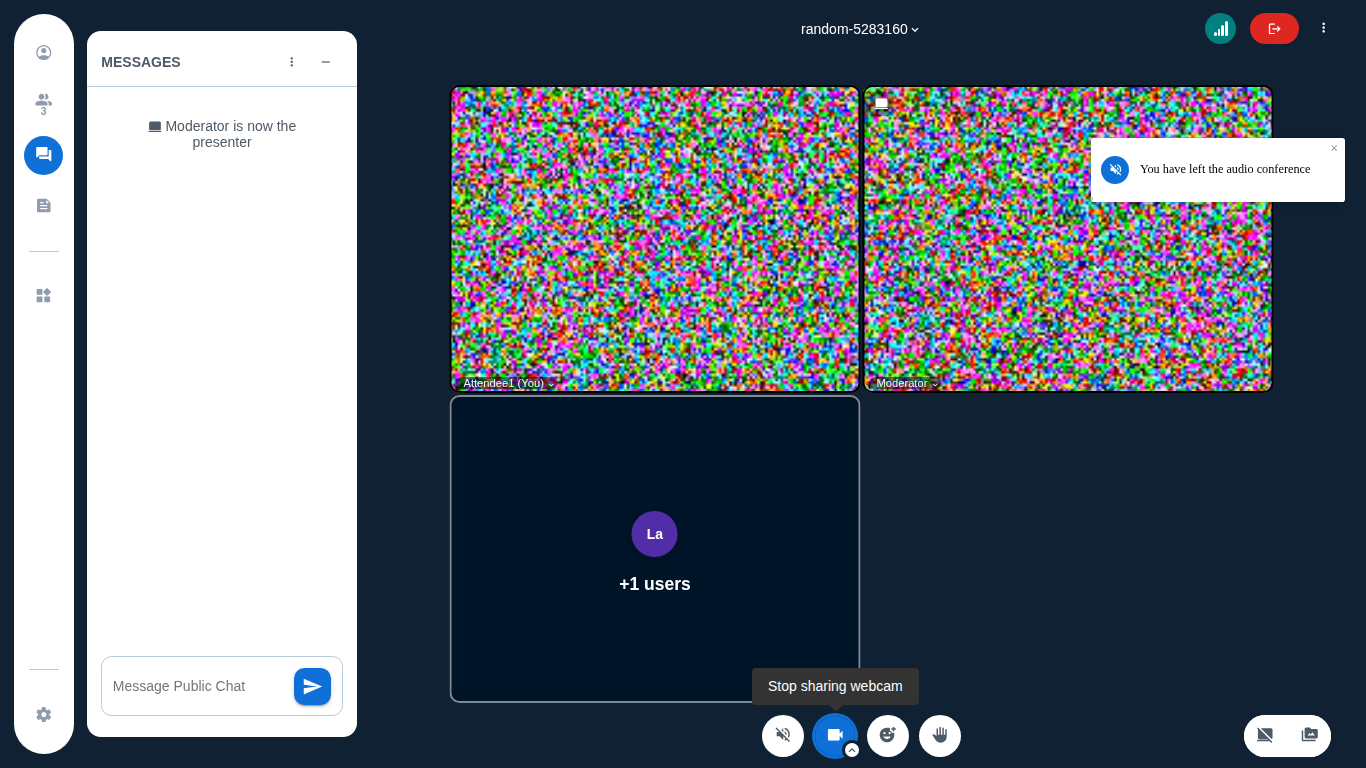 random-5283160
3
MESSAGES
Moderator is now the
presenter
Message Public Chat
Attendee1 (You)
Moderator
You have left the audio conference
La
+1 users
Stop sharing webcam